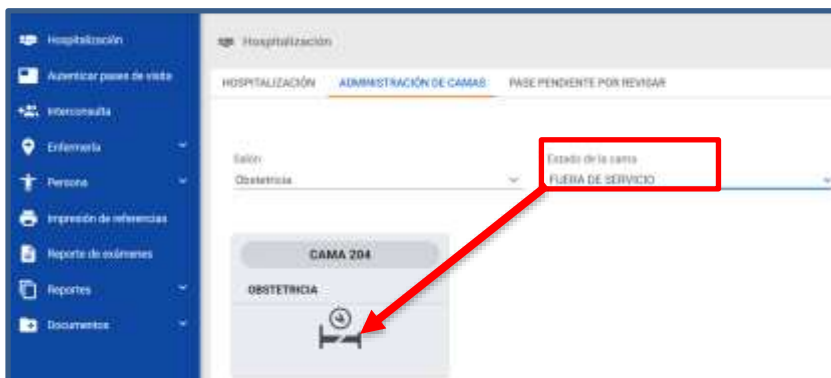 Hospitalización
Autenticar pases de visita
Interconsulta
Enfermería
Persona
Impresión de referencias
Reporte de exámenes
Reportes
Documentos
Hospitalización
HOSPITALIZACIÓN ADMINISTRACIÓN DE CAMAS PASE PENDIENTE POR REVISAR
Salón
Obstetricia
Estado de la cama
FUERA DE SERVICIO
CAMA 204
OBSTETRICIA